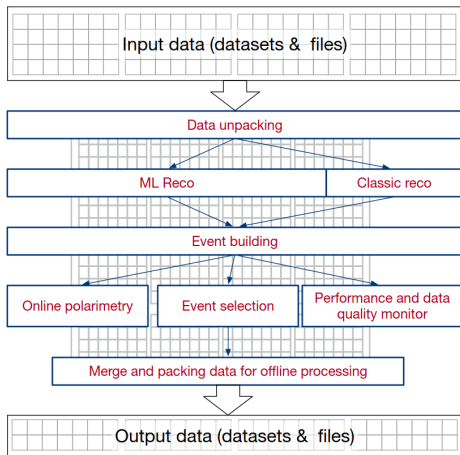 Input data (datasets & files)
Data unpacking
ML Reco
Classic reco
Event building
Online polarimetry
Event selection
Performance and data
quality monitor
Merge and packing data for offline processing
Output data (datasets & files)